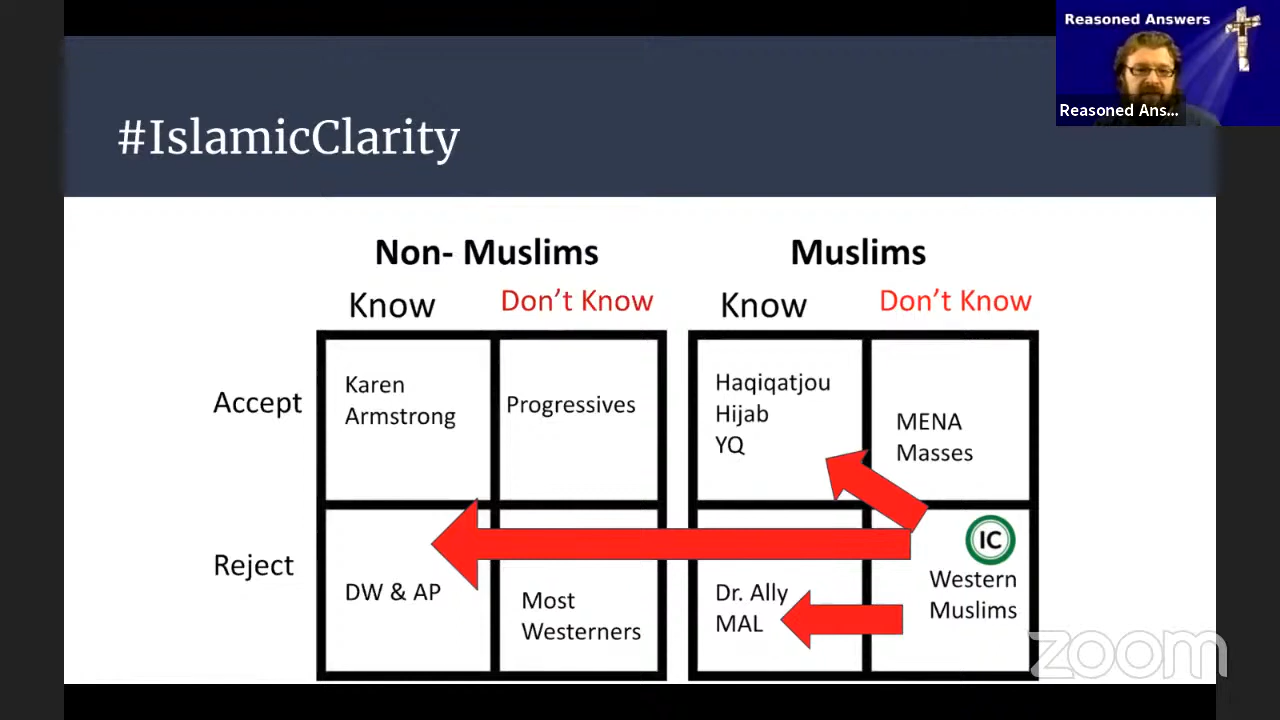 Reasoned Answers
Reasoned Ans...
#IslamicClarity
Non- Muslims
Muslims
Know
Don't Know
Know
Don't Know
Accept
Karen
Armstrong
Progressives
Haqiqatjou
Hijab
YQ
MENA
Masses
Reject
DW & AP
Most
Westerners
Dr. Ally
MAL
IC
Western
Muslims
zoom